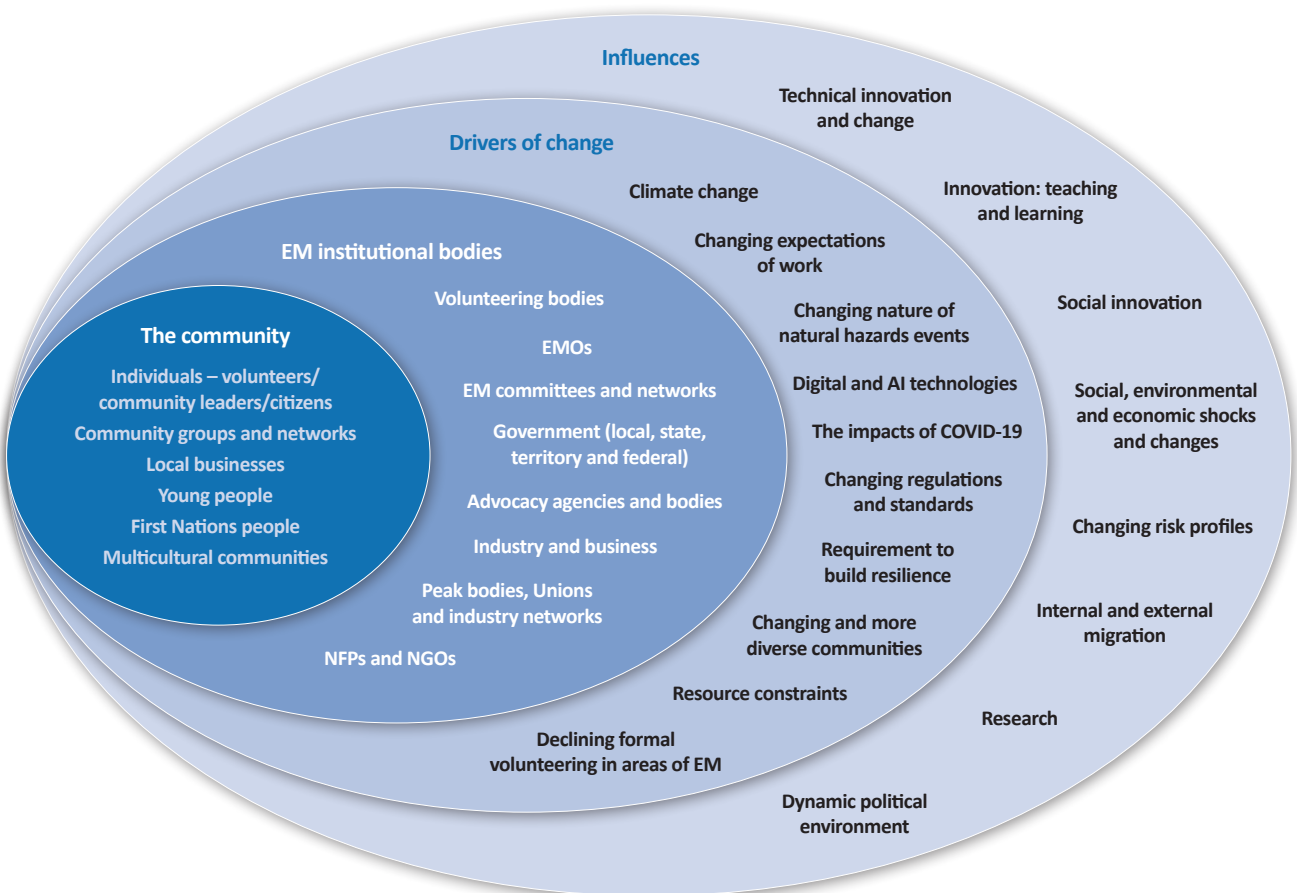 Influences
Technical innovation
and change
Innovation: teaching
and learning
Social innovation
Social, environmental
and economic shocks
and changes
Changing risk profiles
Internal and external
migration
Research
Dynamic political
environment
Drivers of change
Climate change
Changing expectations
of work
Changing nature of
natural hazards events
Digital and AI technologies
The impacts of COVID-19
Changing regulations
and standards
Requirement to
build resilience
Changing and more
diverse communities
Resource constraints
Declining formal
volunteering in areas of EM
EM institutional bodies
Volunteering bodies
EMOs
EM committees and networks
Government (local, state,
territory and federal)
Advocacy agencies and bodies
Industry and business
Peak bodies, Unions
and industry networks
NFPs and NGOs
The community
Individuals – volunteers/
community leaders/citizens
Community groups and networks
Local businesses
Young people
First Nations people
Multicultural communities